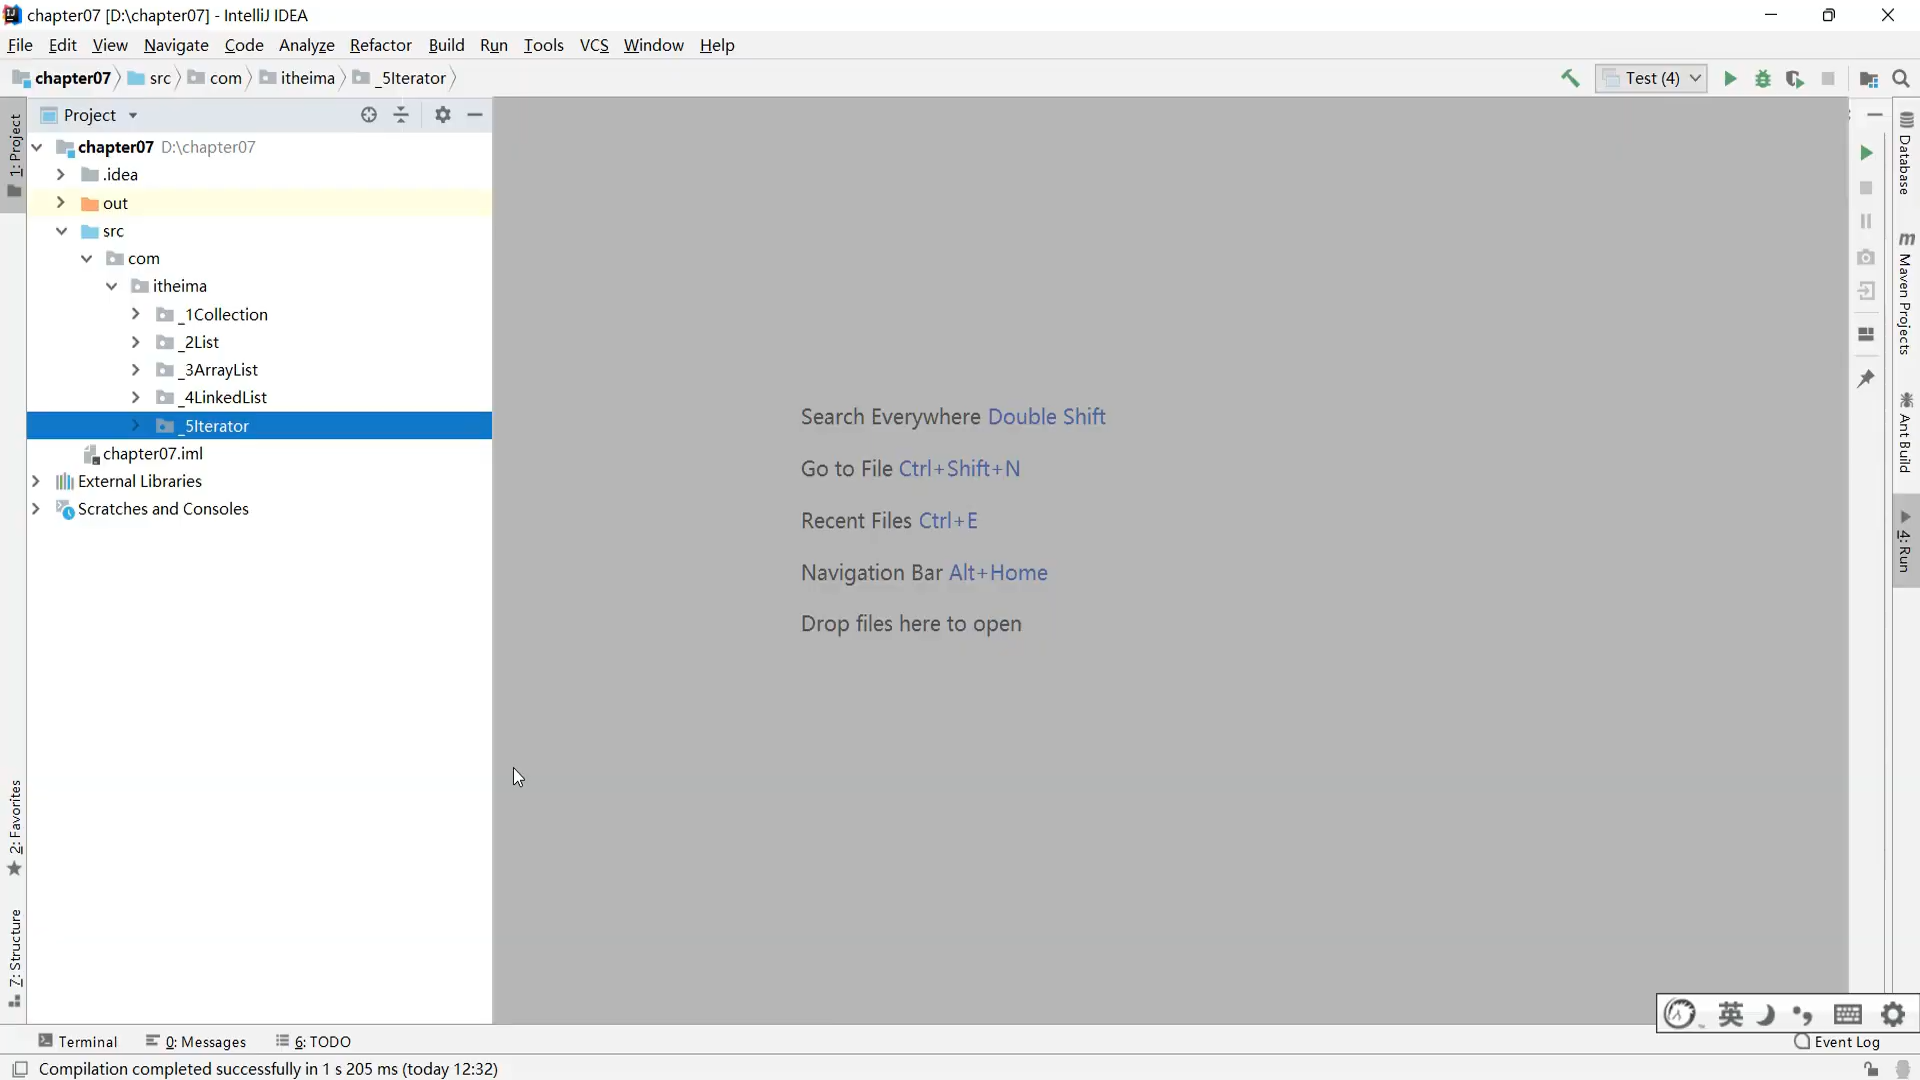 chapter07 [D:\chapter07] - IntelliJ IDEA
File Edit View Navigate Code Analyze Refactor Build Run Tools VCS Window Help
chapter07 src com itheima _5Iterator
Test (4)
1: Project
Project
chapter07 D:\chapter07
.idea
out
src
com
itheima
_1Collection
_2List
_3ArrayList
_4LinkedList
_5Iterator
chapter07.iml
External Libraries
Scratches and Consoles
Search Everywhere Double Shift
Go to File Ctrl+Shift+N
Recent Files Ctrl+E
Navigation Bar Alt+Home
Drop files here to open
Database
m Maven Projects
Ant Build
4: Run
2: Favorites
7: Structure
英
Terminal 0: Messages 6: TODO
Event Log
Compilation completed successfully in 1 s 205 ms (today 12:32)